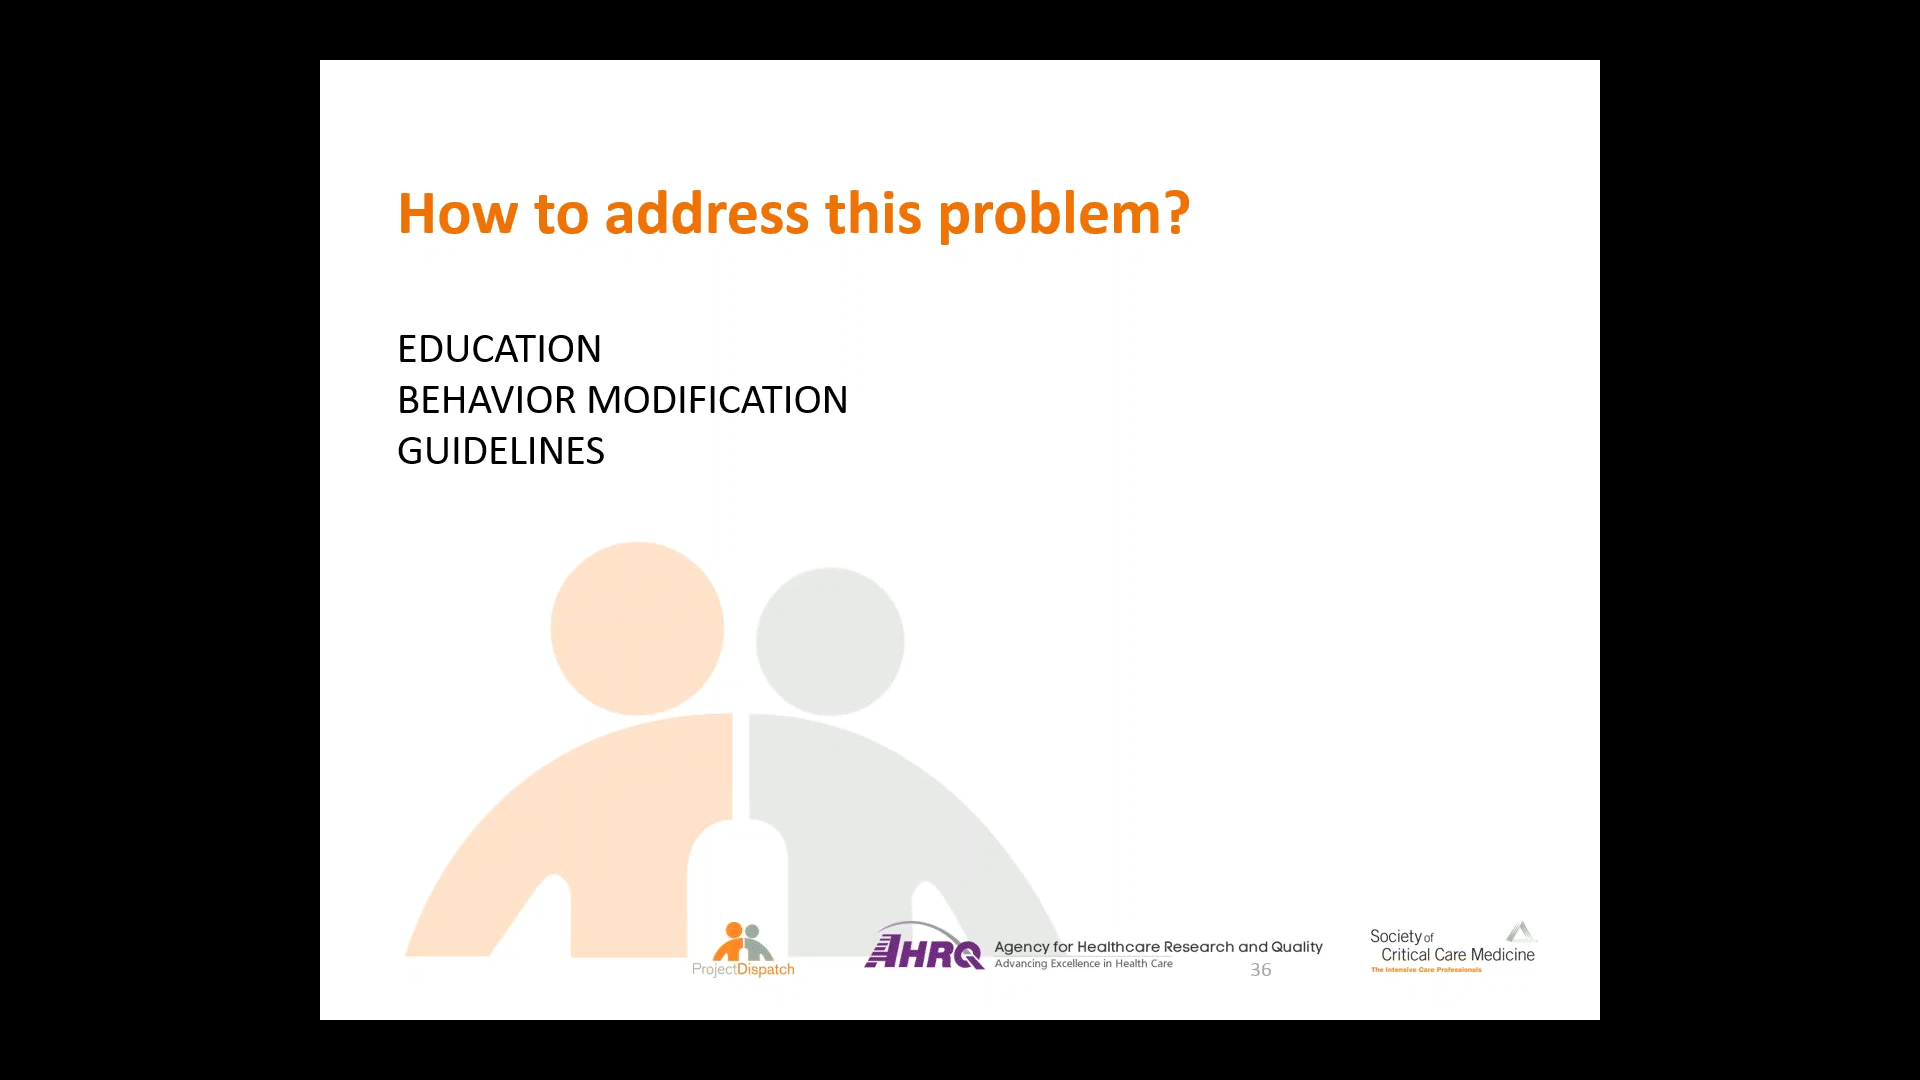 How to address this problem?
EDUCATION
BEHAVIOR MODIFICATION
GUIDELINES
ProjectDispatch
AHRQ
Agency for Healthcare Research and Quality
Advancing Excellence in Health Care
36
Society of
Critical Care Medicine
The Intensive Care Professionals